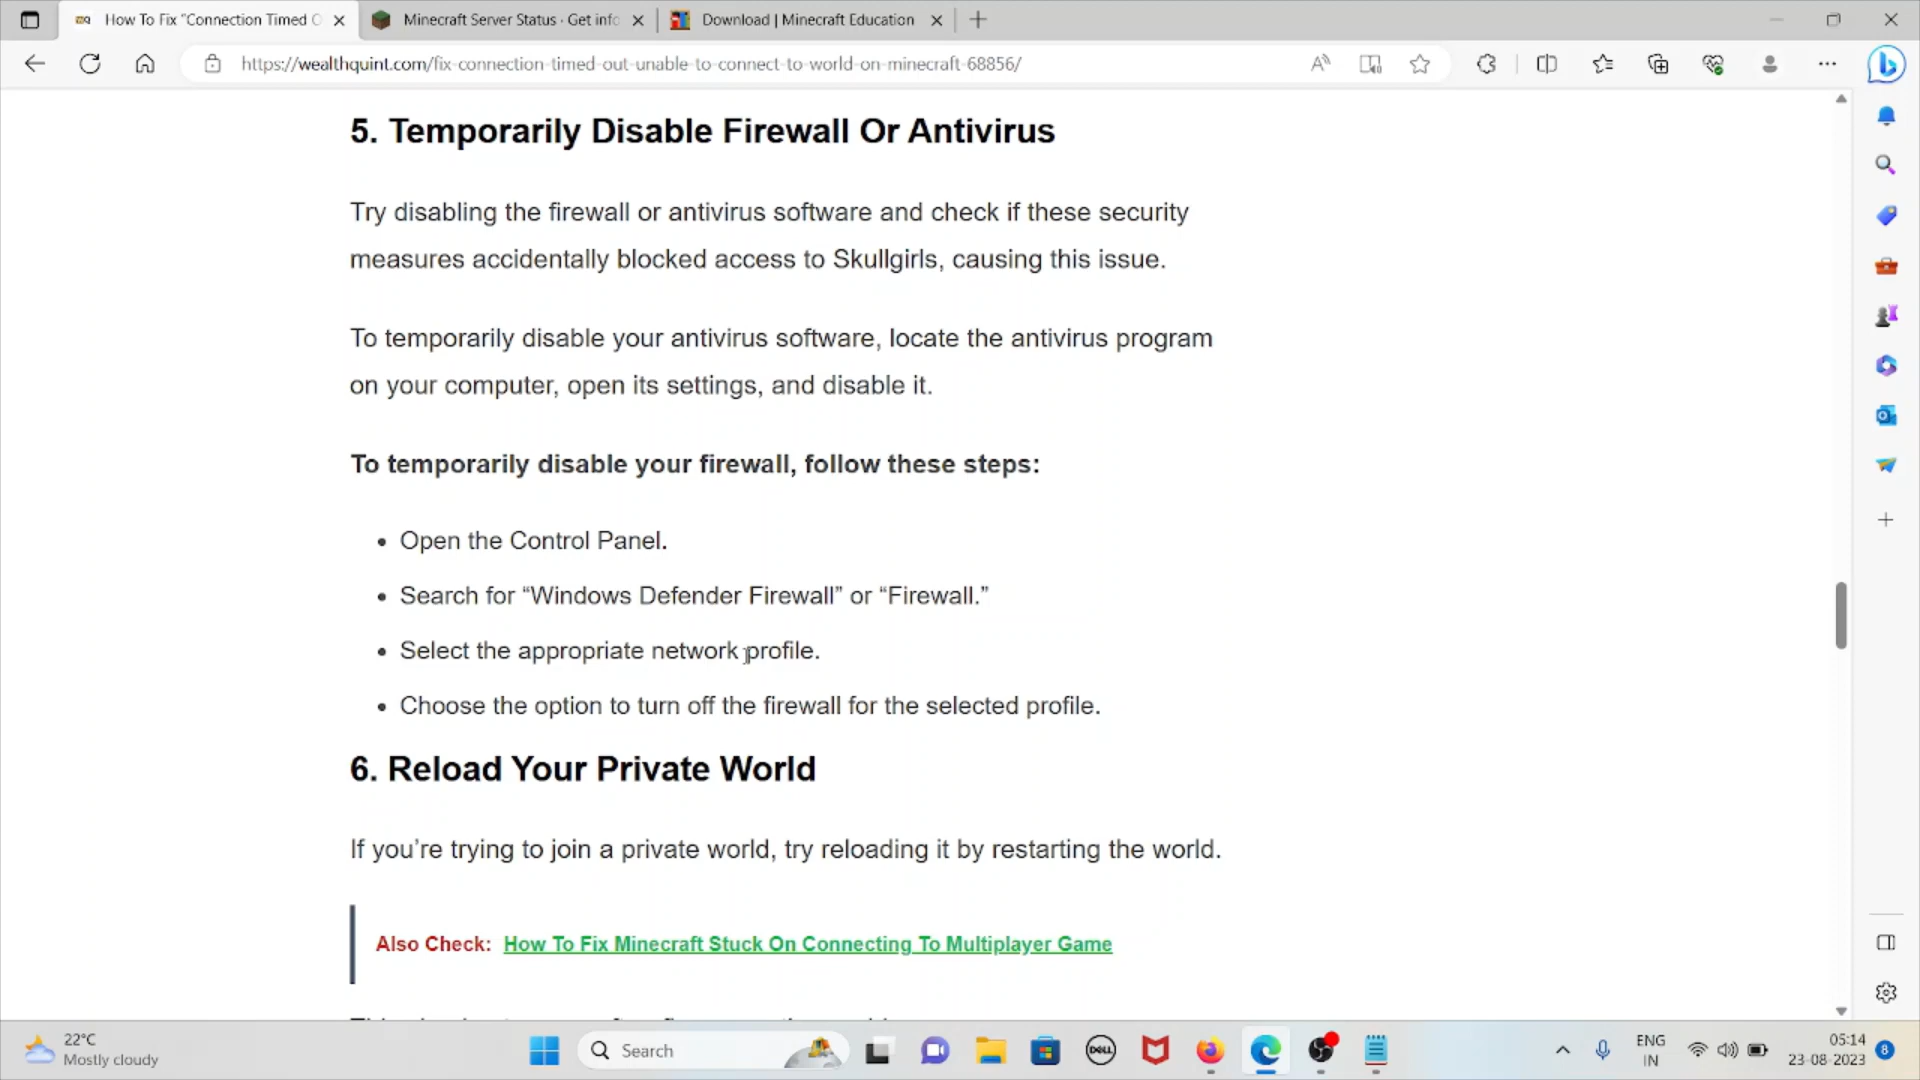 How To Fix "Connection Timed O
Minecraft Server Status · Get info
Download | Minecraft Education
https://wealthquint.com/fix-connection-timed-out-unable-to-connect-to-world-on-minecraft-68856/
5. Temporarily Disable Firewall Or Antivirus
Try disabling the firewall or antivirus software and check if these security
measures accidentally blocked access to Skullgirls, causing this issue.
To temporarily disable your antivirus software, locate the antivirus program
on your computer, open its settings, and disable it.
To temporarily disable your firewall, follow these steps:
• Open the Control Panel.
• Search for “Windows Defender Firewall” or “Firewall.”
• Select the appropriate network profile.
• Choose the option to turn off the firewall for the selected profile.
6. Reload Your Private World
If you’re trying to join a private world, try reloading it by restarting the world.
Also Check: How To Fix Minecraft Stuck On Connecting To Multiplayer Game
22°C
Mostly cloudy
Search
DELL
ENG
IN
05:14
23-08-2023
8